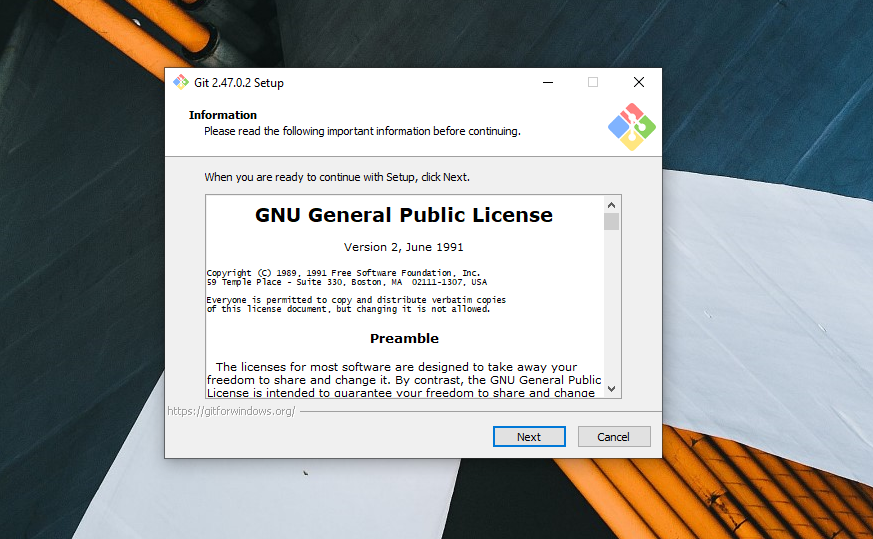 Git 2.47.0.2 Setup
Information
Please read the following important information before continuing.
When you are ready to continue with Setup, click Next.
GNU General Public License
Version 2, June 1991
Copyright (C) 1989, 1991 Free Software Foundation, Inc.
59 Temple Place - Suite 330, Boston, MA  02111-1307, USA
Everyone is permitted to copy and distribute verbatim copies
of this license document, but changing it is not allowed.
Preamble
The licenses for most software are designed to take away your
freedom to share and change it. By contrast, the GNU General Public
License is intended to guarantee your freedom to share and change
https://gitforwindows.org/
Next
Cancel